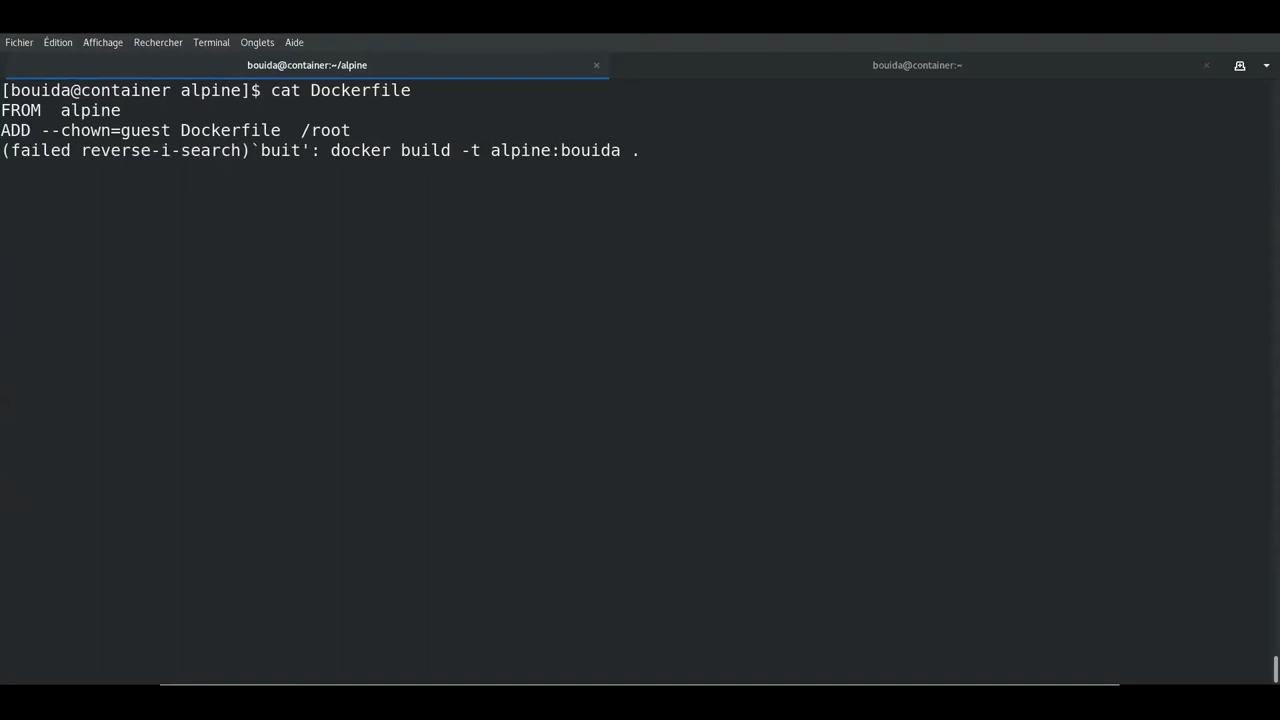 Fichier Édition Affichage Rechercher Terminal Onglets Aide
bouida@container:~/alpine × bouida@container:~ ×
[bouida@container alpine]$ cat Dockerfile
FROM  alpine
ADD --chown=guest Dockerfile  /root
(failed reverse-i-search)`buit': docker build -t alpine:bouida .